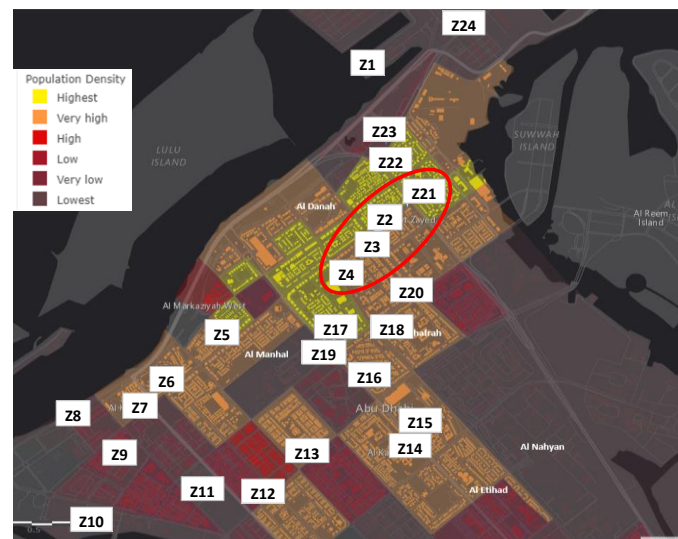 Z24
Z1
Population Density
Highest
Very high
High
Low
Very low
Lowest
LULU
ISLAND
Z23
Z22
SUWWAH
ISLAND
Z21
Al Danah
Z2
Zayed
Al Reem
Island
Z3
Z4
Z20
Al Markaziyah West
Z5
Z17
Z18
Al Manhal
Z19
Z6
Z16
Z7
Z8
Abu Dhabi
Z15
Z9
Z13
Z14
Al Nahyan
Z11
Z12
Al Etihad
Z10
0.5